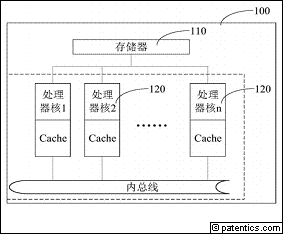 100
110
存储器
处理
器核1
处理
器核2
120
处理
器核n
120
Cache
Cache
……
Cache
内总线
© patentics.com